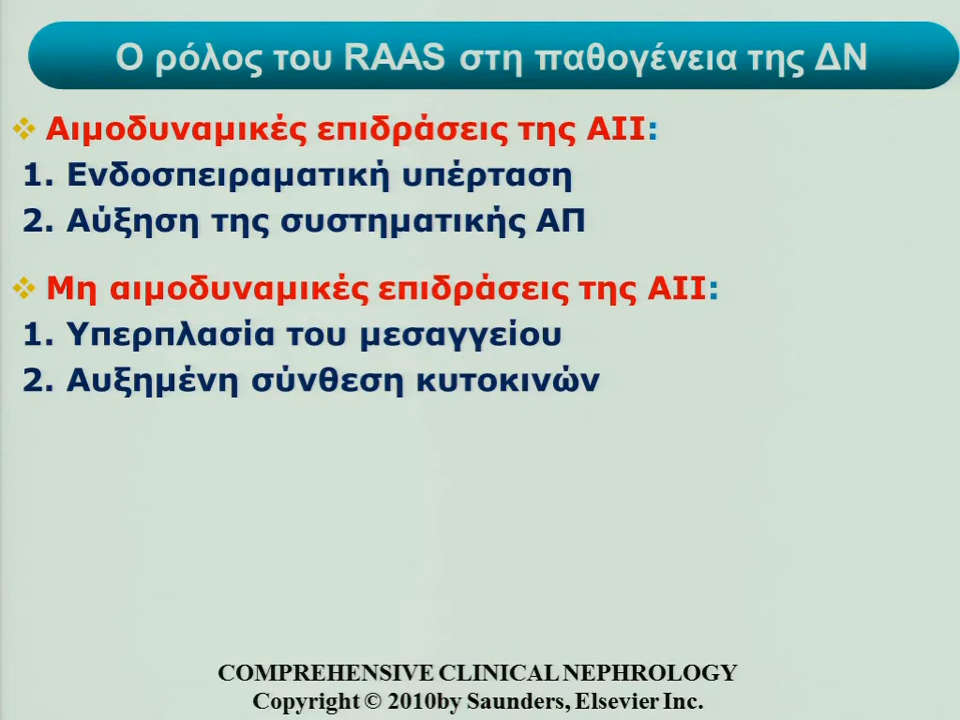 Ο ρόλος του RAAS στη παθογένεια της ΔΝ
❖ Αιμοδυναμικές επιδράσεις της ΑΙΙ:
1. Ενδοσπειραματική υπέρταση
2. Αύξηση της συστηματικής ΑΠ
❖ Μη αιμοδυναμικές επιδράσεις της ΑΙΙ:
1. Υπερπλασία του μεσαγγείου
2. Αυξημένη σύνθεση κυτοκινών
COMPREHENSIVE CLINICAL NEPHROLOGY
Copyright © 2010by Saunders, Elsevier Inc.